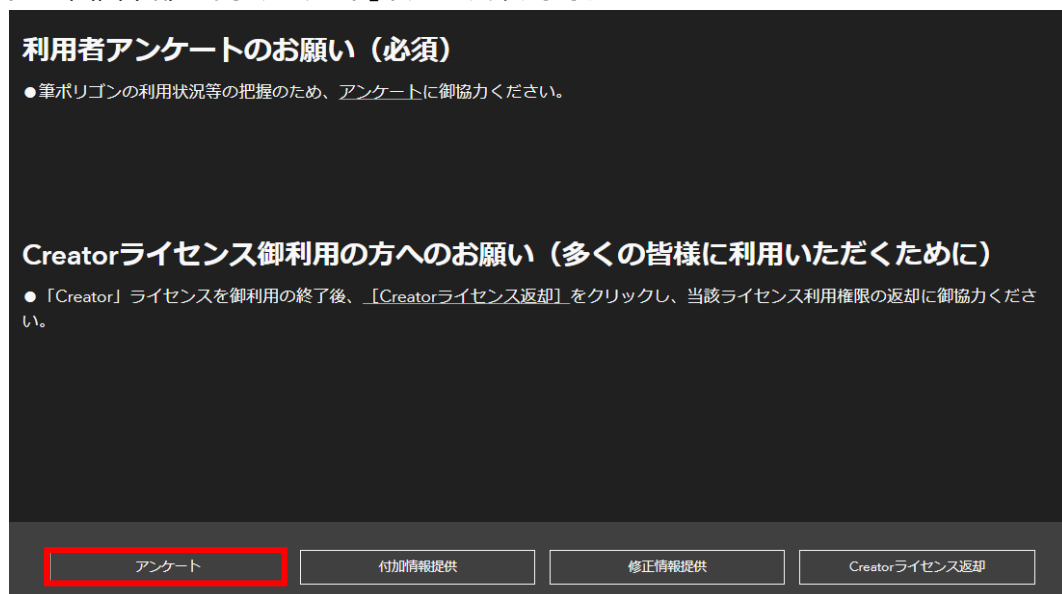 利用者アンケートのお願い（必須）
●筆ポリゴンの利用状況等の把握のため、アンケートに御協力ください。
Creatorライセンス御利用の方へのお願い（多くの皆様に利用いただくために）
●「Creator」ライセンスを御利用の終了後、［Creatorライセンス返却］をクリックし、当該ライセンス利用権限の返却に御協力くださ
い。
アンケート
付加情報提供
修正情報提供
Creatorライセンス返却